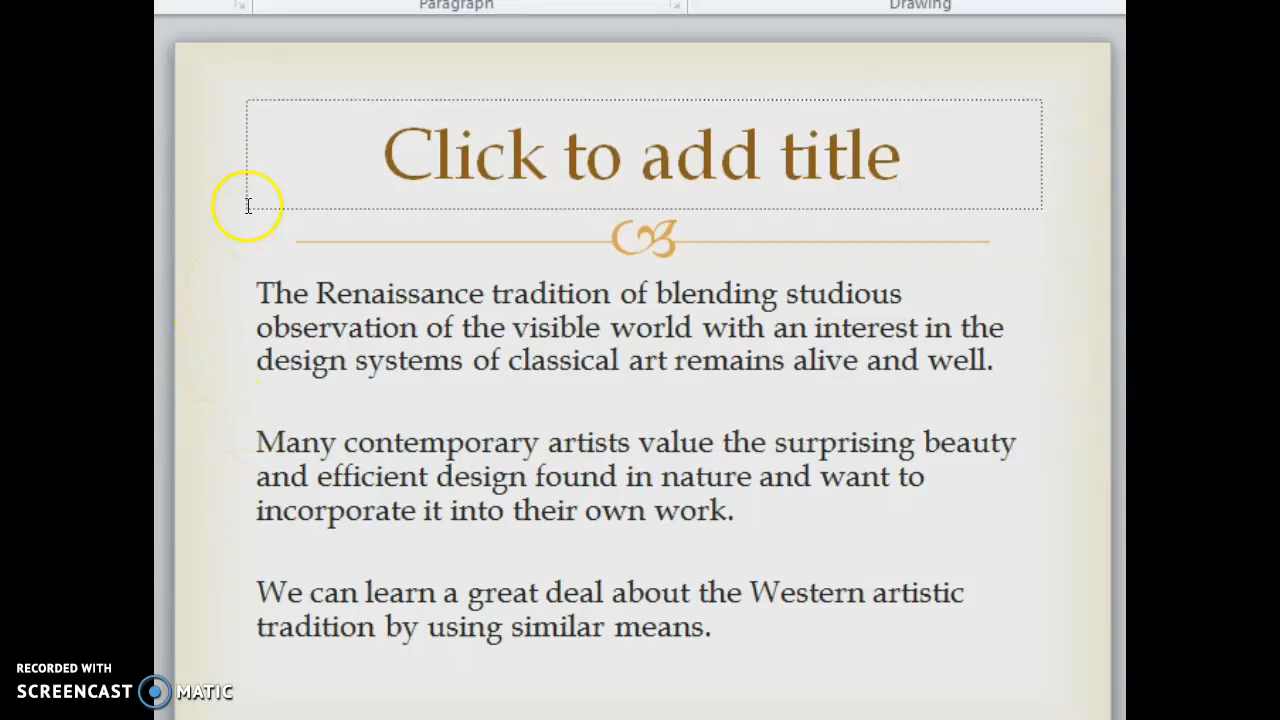 Paragraph
Drawing
Click to add title
The Renaissance tradition of blending studious
observation of the visible world with an interest in the
design systems of classical art remains alive and well.
Many contemporary artists value the surprising beauty
and efficient design found in nature and want to
incorporate it into their own work.
We can learn a great deal about the Western artistic
tradition by using similar means.
RECORDED WITH
SCREENCAST MATIC